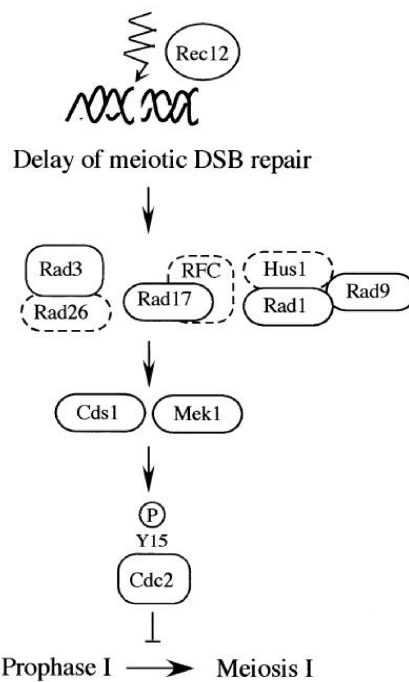 Rec12
Delay of meiotic DSB repair
Rad3
RFC
Hus1
Rad26
Rad17
Rad1
Rad9
Cds1
Mek1
P
Y15
Cdc2
Prophase I
Meiosis I